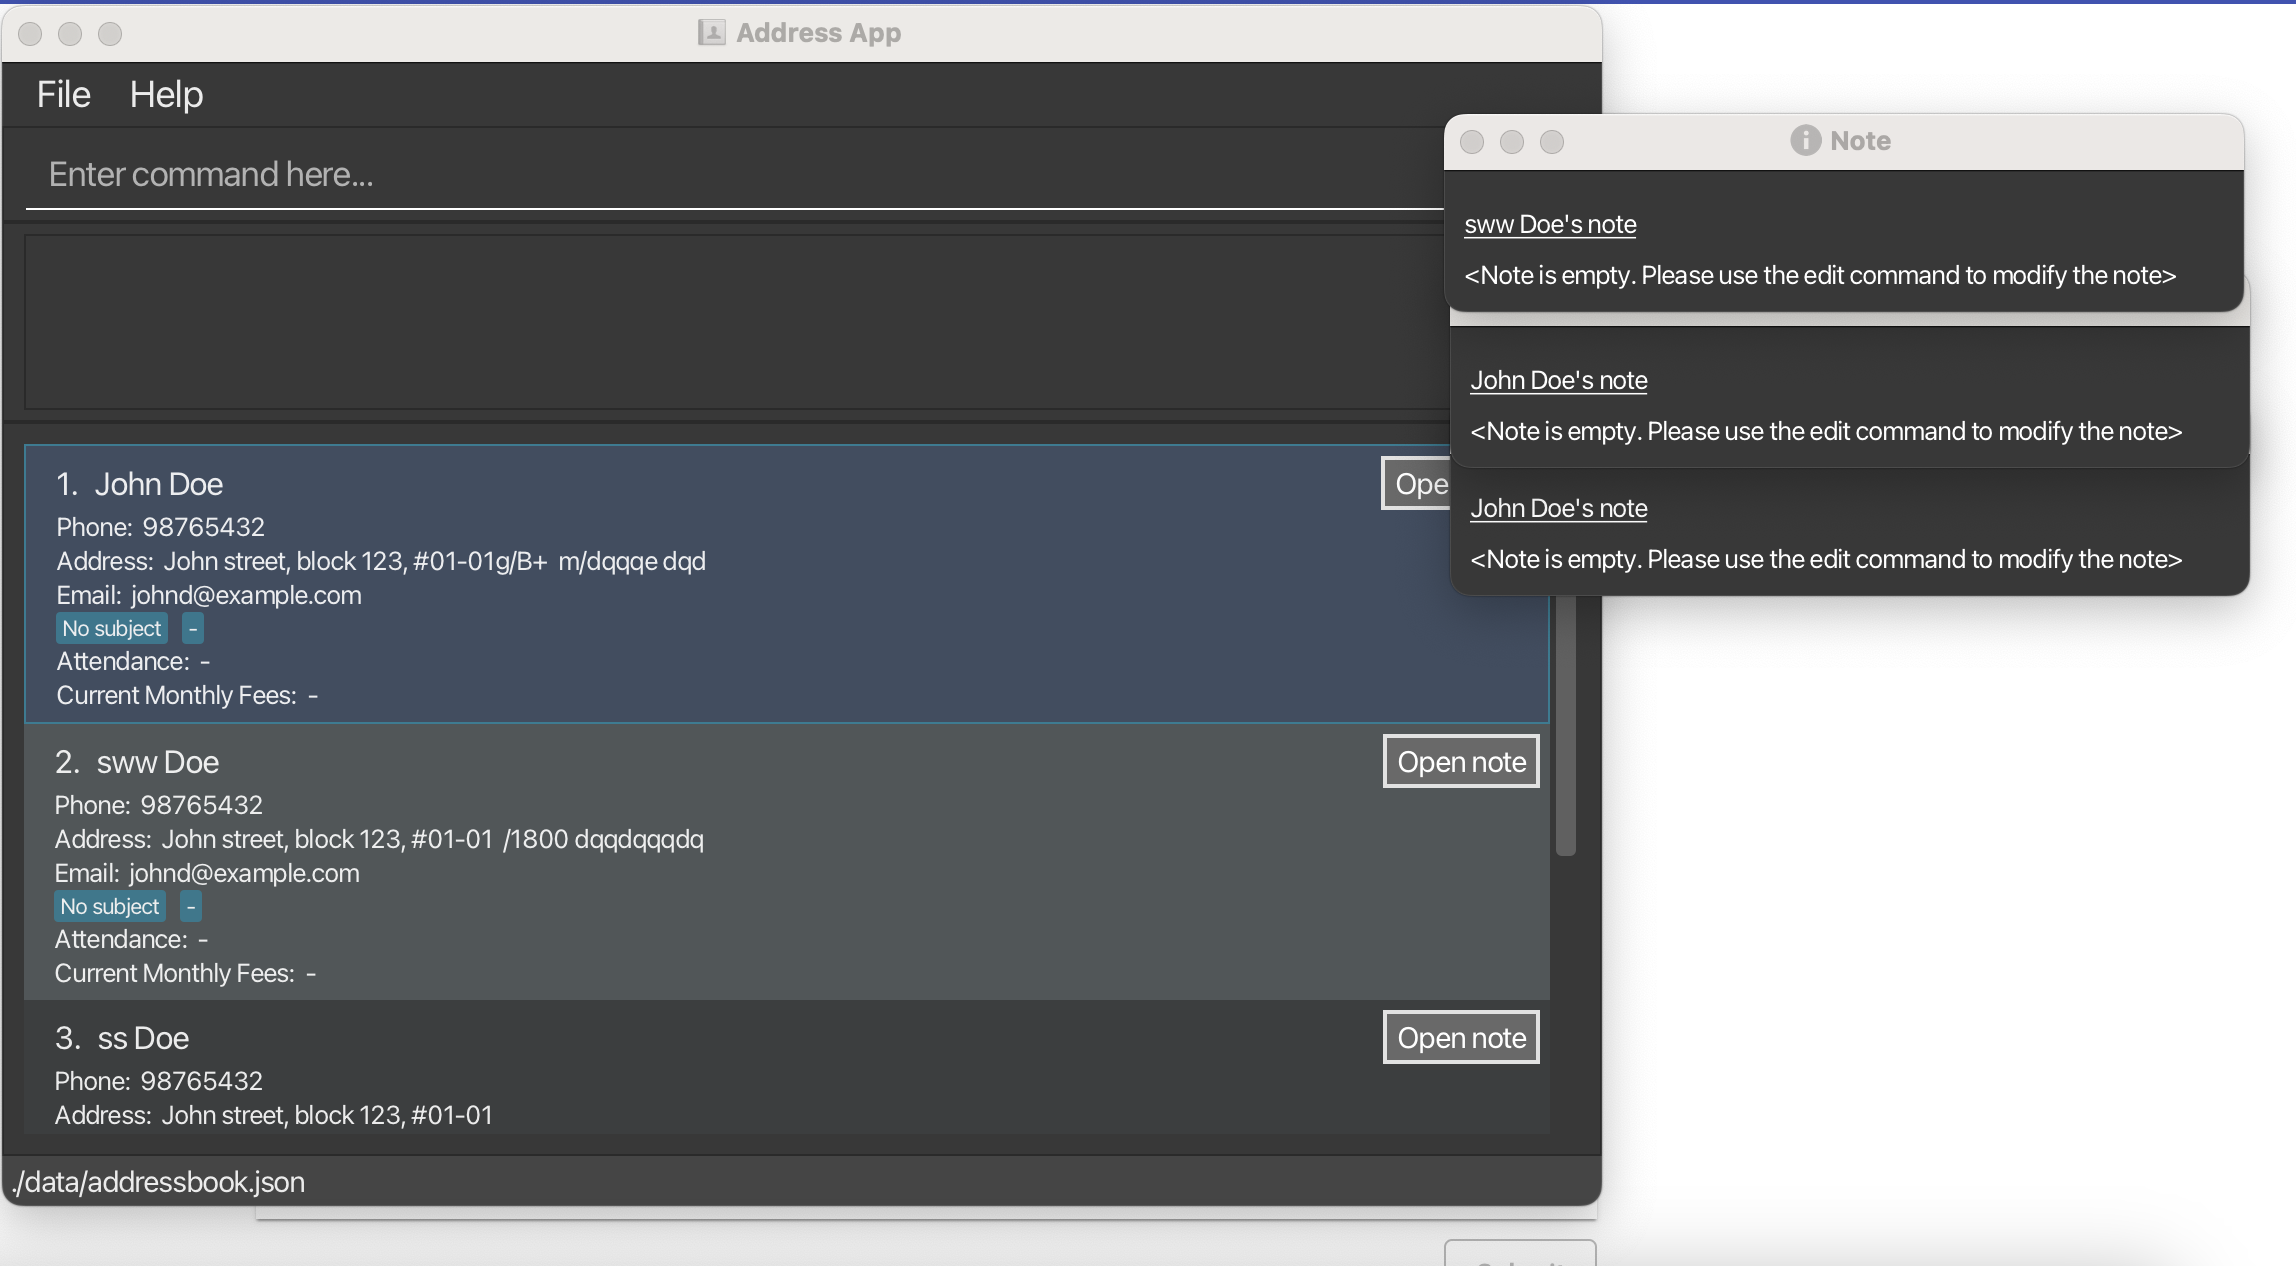 Address App
File Help
Enter command here...
1. John Doe
Ope
Phone: 98765432
Address: John street, block 123, #01-01g/B+ m/dqqqe dqd
Email: johnd@example.com
No subject -
Attendance: -
Current Monthly Fees: -
2. sww Doe
Open note
Phone: 98765432
Address: John street, block 123, #01-01 /1800 dqqdqqqdq
Email: johnd@example.com
No subject -
Attendance: -
Current Monthly Fees: -
3. ss Doe
Open note
Phone: 98765432
Address: John street, block 123, #01-01
./data/addressbook.json
Note
sww Doe's note
<Note is empty. Please use the edit command to modify the note>
John Doe's note
<Note is empty. Please use the edit command to modify the note>
John Doe's note
<Note is empty. Please use the edit command to modify the note>